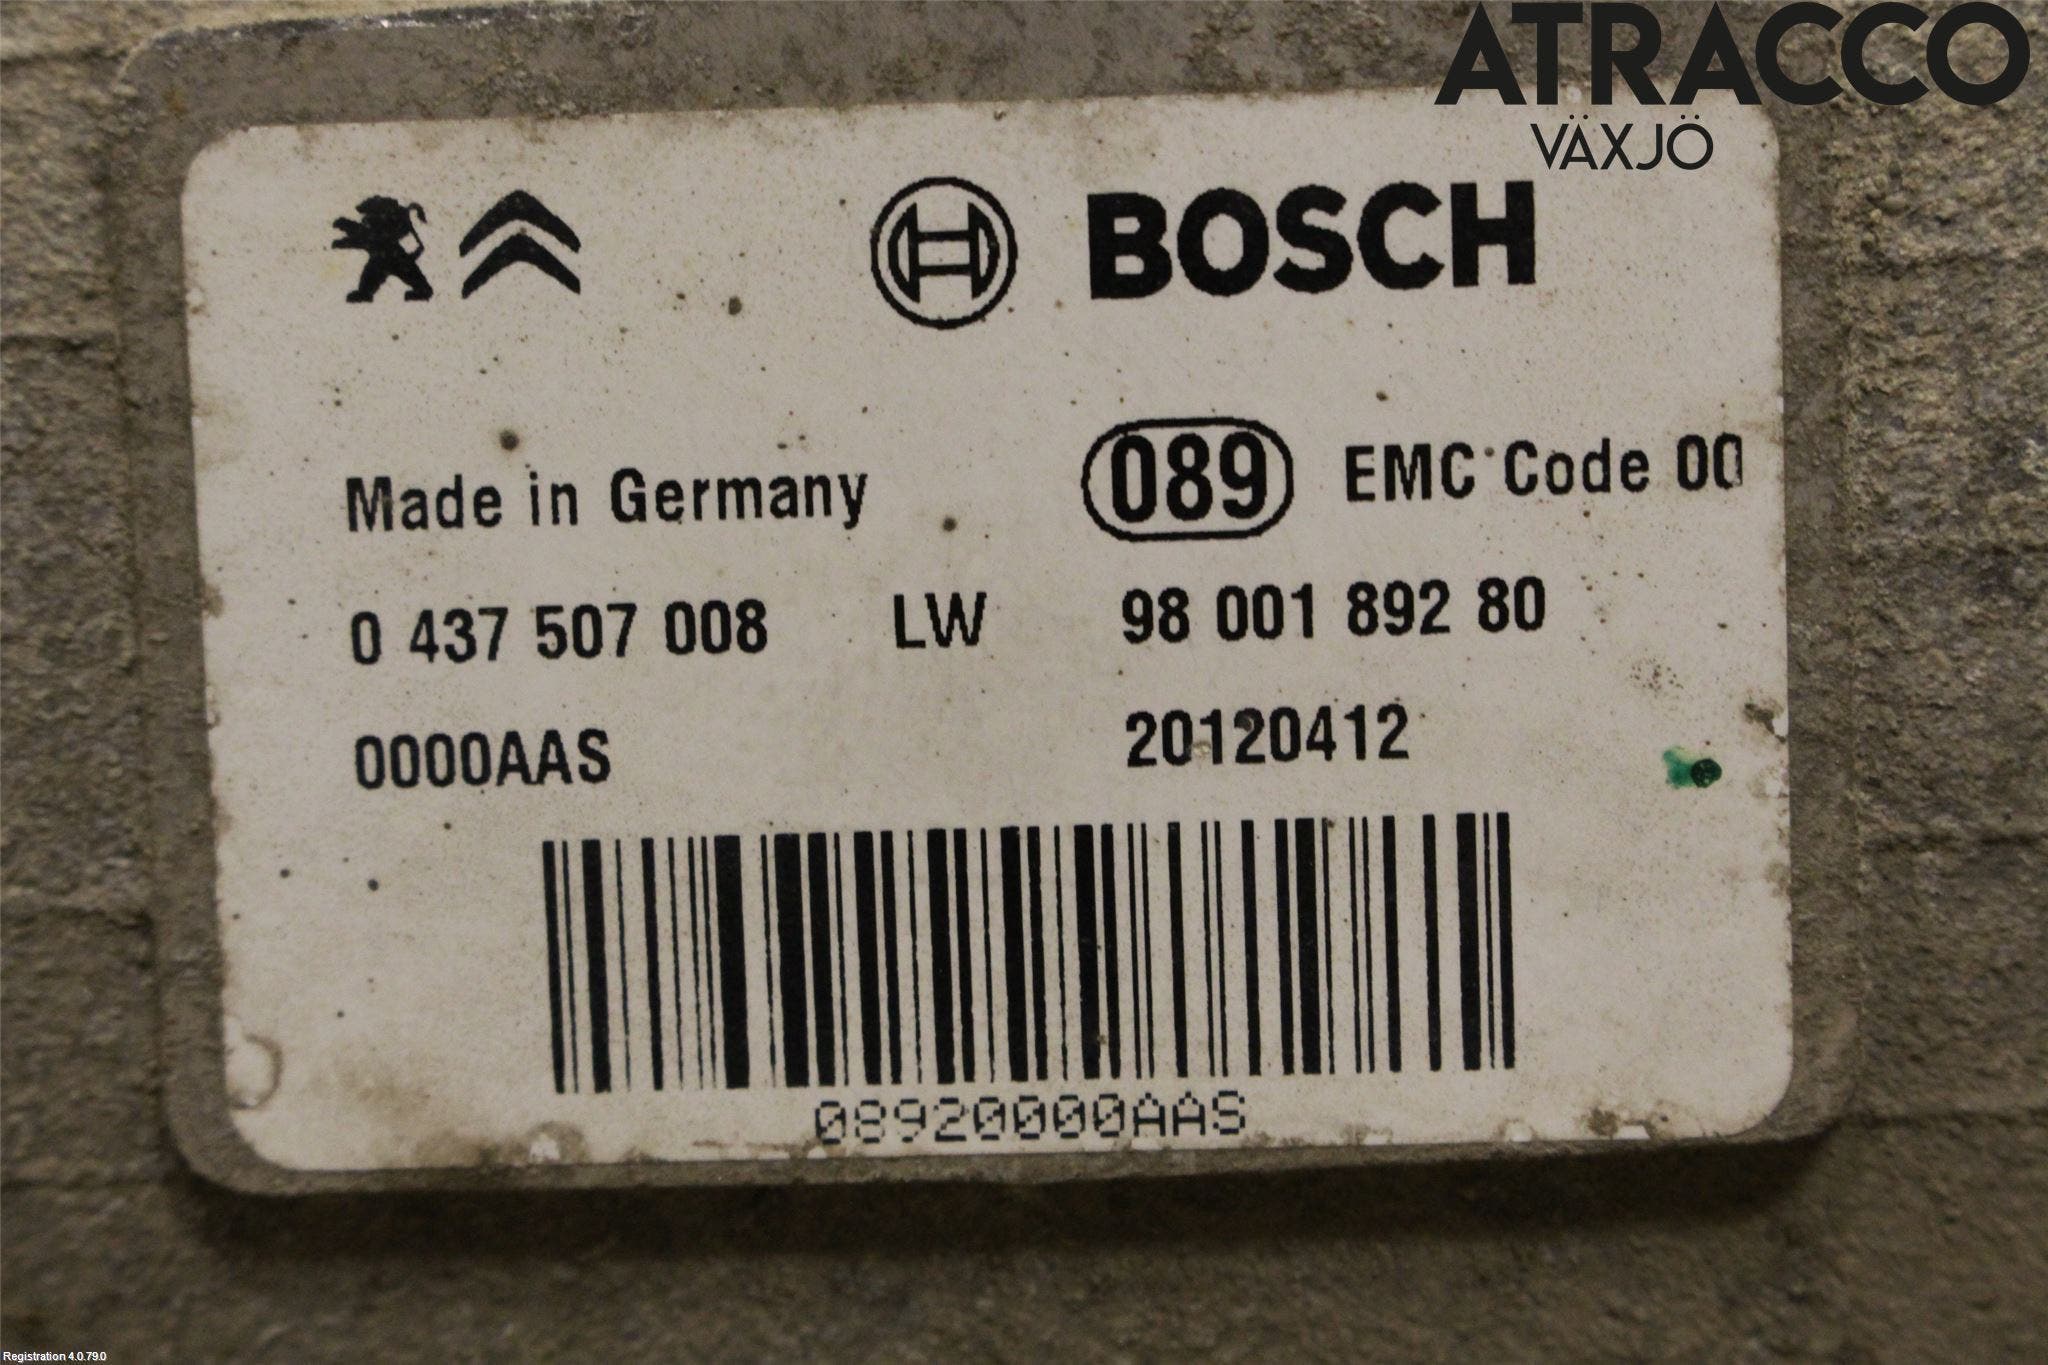 ATRACCO
VÄXJÖ
BOSCH
Made in Germany 089 EMC Code 00
0 437 507 008 LW 98 001 892 80
0000AAS 20120412
08920000AAS
Registration 4.0.79.0